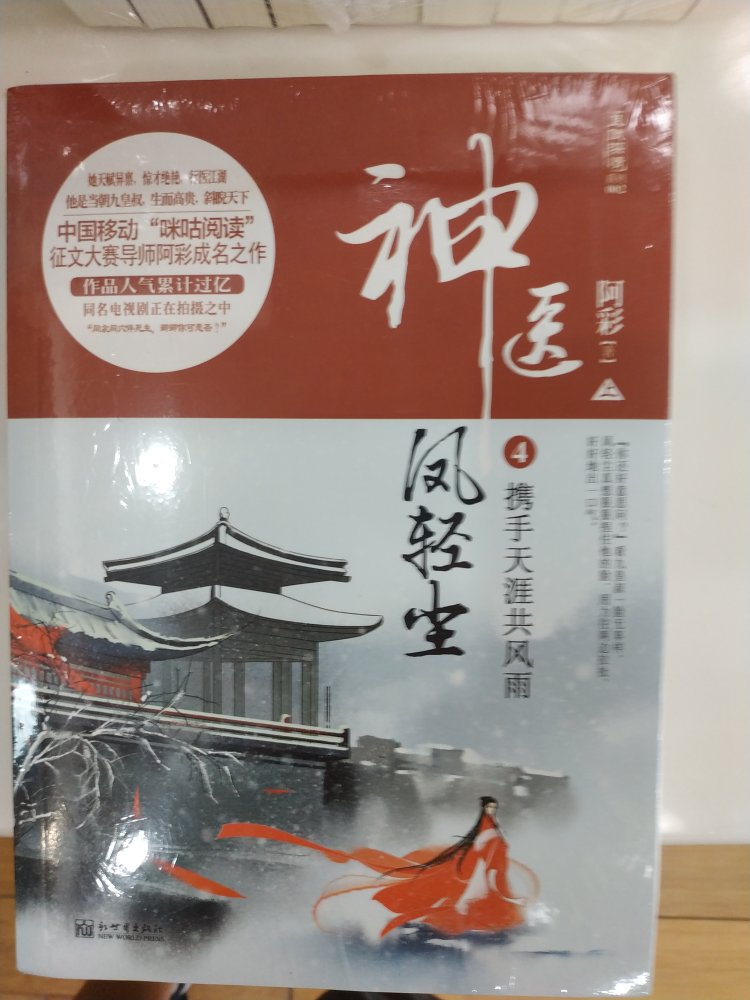 她天赋异禀，惊才绝艳，行医江湖
他是当朝九皇叔，生而高贵，斜睨天下
中国移动“咪咕阅读”
征文大赛导师阿彩成名之作
作品人气累计过亿
同名电视剧正在拍摄之中
神医
阿彩
上
凤轻尘
4
携手天涯共风雨
新世界出版社
NEW WORLD PRESS